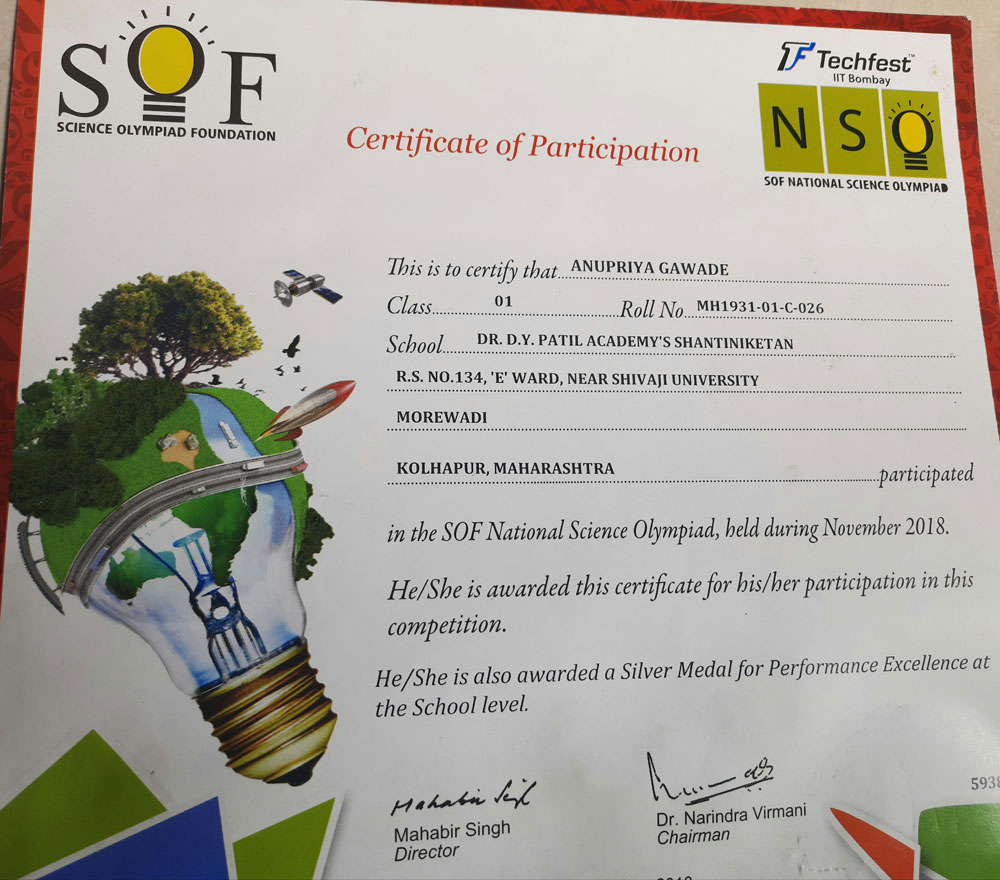 SOF
SCIENCE OLYMPIAD FOUNDATION
Techfest™
IIT Bombay
NSO
SOF NATIONAL SCIENCE OLYMPIAD
Certificate of Participation
This is to certify that ANUPRIYA GAWADE
Class 01 Roll No MH1931-01-C-026
School DR. D.Y. PATIL ACADEMY'S SHANTINIKETAN
R.S. NO.134, 'E' WARD, NEAR SHIVAJI UNIVERSITY
MOREWADI
KOLHAPUR, MAHARASHTRA participated
in the SOF National Science Olympiad, held during November 2018.
He/She is awarded this certificate for his/her participation in this
competition.
He/She is also awarded a Silver Medal for Performance Excellence at
the School level.
Mahabir Singh
Mahabir Singh
Director
Dr. Narindra Virmani
Chairman
5938